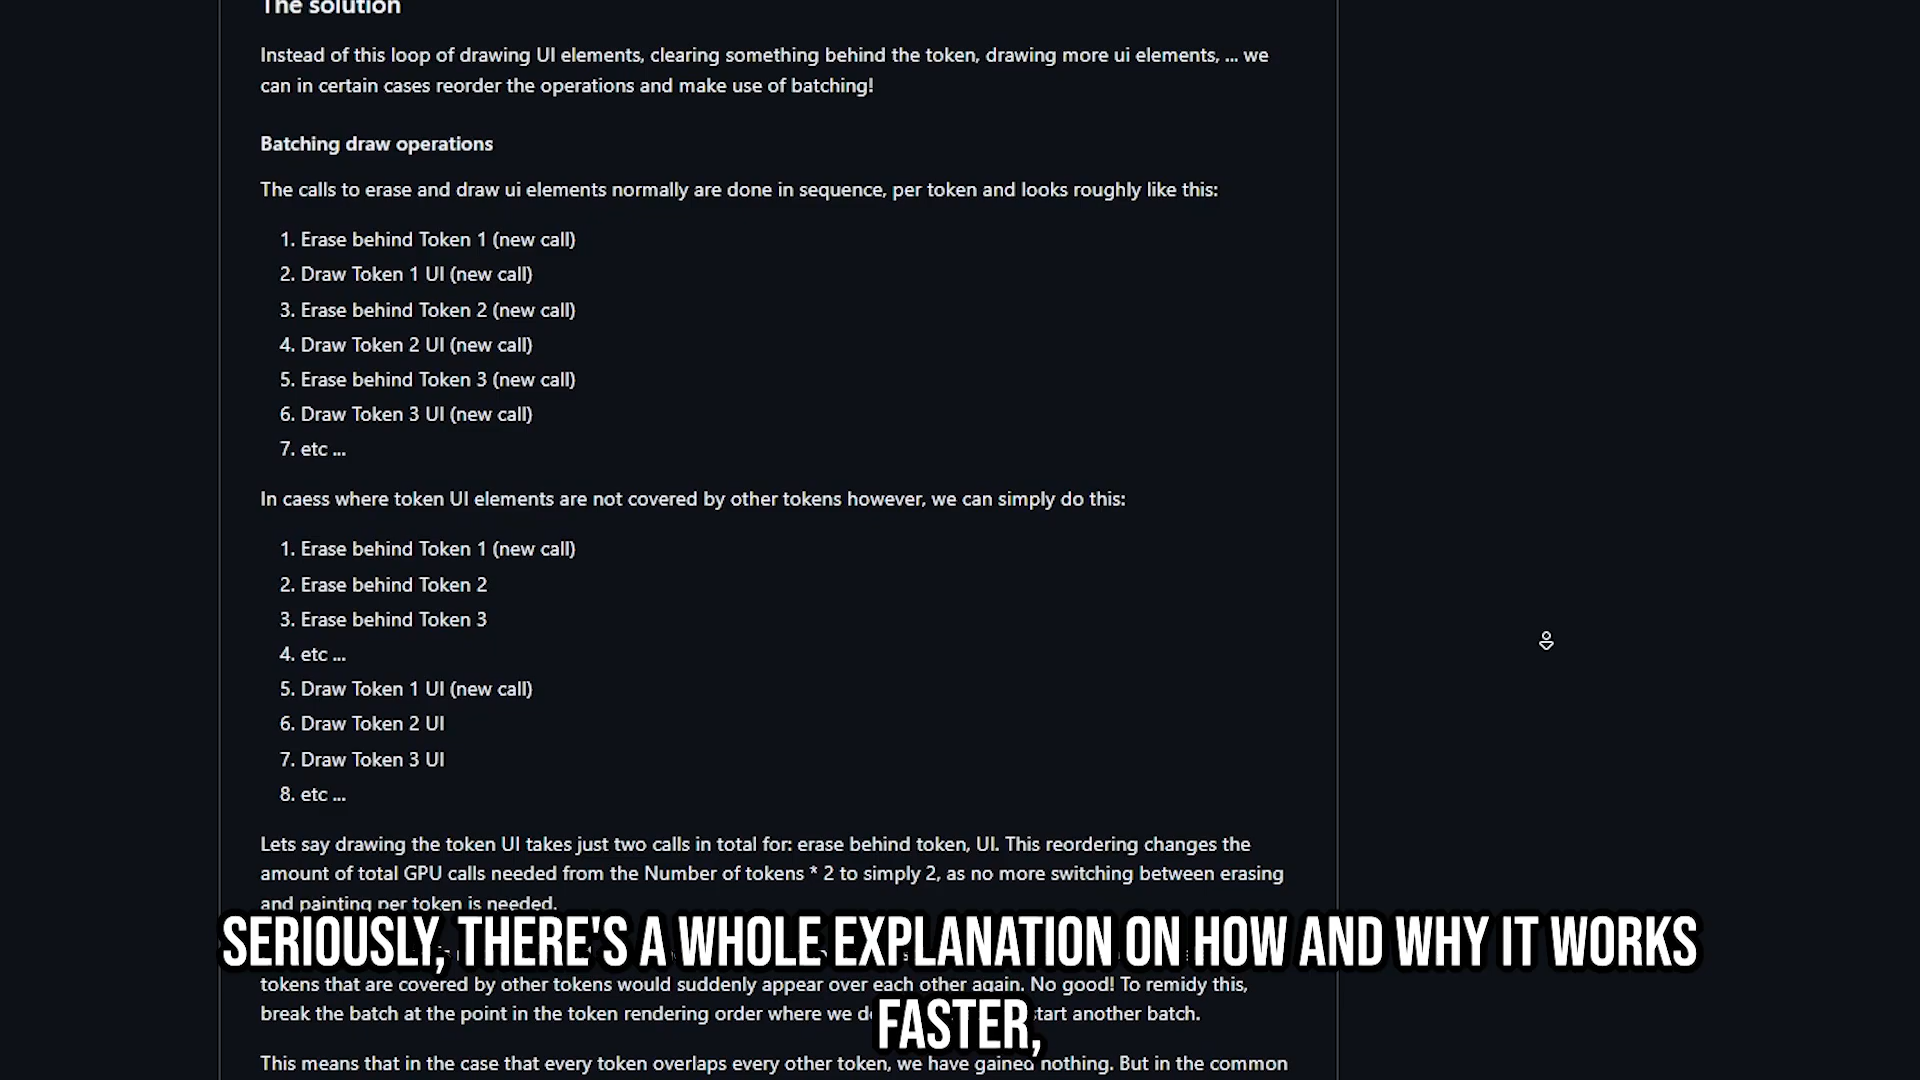 The solution
Instead of this loop of drawing UI elements, clearing something behind the token, drawing more ui elements, ... we
can in certain cases reorder the operations and make use of batching!
Batching draw operations
The calls to erase and draw ui elements normally are done in sequence, per token and looks roughly like this:
1. Erase behind Token 1 (new call)
2. Draw Token 1 UI (new call)
3. Erase behind Token 2 (new call)
4. Draw Token 2 UI (new call)
5. Erase behind Token 3 (new call)
6. Draw Token 3 UI (new call)
7. etc ...
In caess where token UI elements are not covered by other tokens however, we can simply do this:
1. Erase behind Token 1 (new call)
2. Erase behind Token 2
3. Erase behind Token 3
4. etc ...
5. Draw Token 1 UI (new call)
6. Draw Token 2 UI
7. Draw Token 3 UI
8. etc ...
Lets say drawing the token UI takes just two calls in total for: erase behind token, UI. This reordering changes the
amount of total GPU calls needed from the Number of tokens * 2 to simply 2, as no more switching between erasing
and painting per token is needed.
SERIOUSLY, THERE'S A WHOLE EXPLANATION ON HOW AND WHY IT WORKS
FASTER,
tokens that are covered by other tokens would suddenly appear over each other again. No good! To remidy this,
break the batch at the point in the token rendering order where we start another batch.
This means that in the case that every token overlaps every other token, we have gained nothing. But in the common